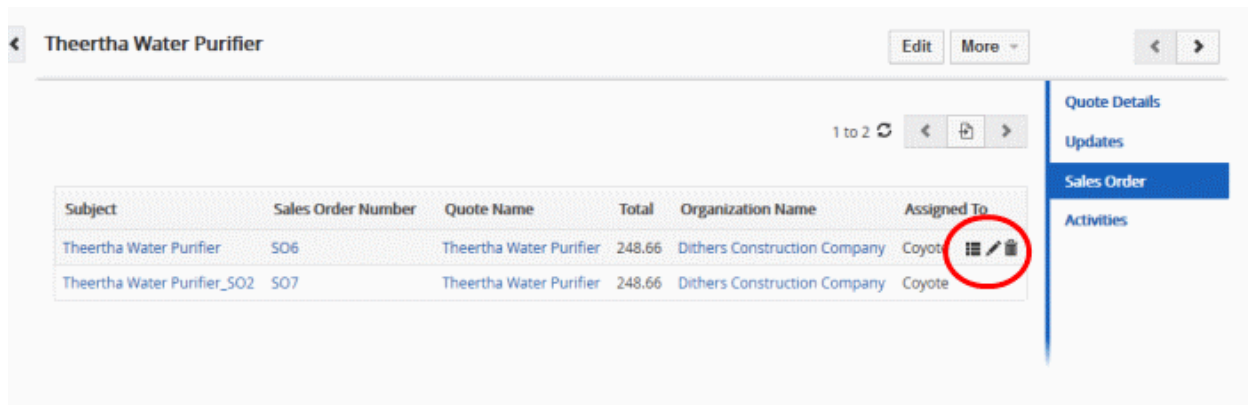 Theertha Water Purifier Edit More
Quote Details
1 to 2
Updates
Sales Order
Subject Sales Order Number Quote Name Total Organization Name Assigned To
Activities
Theertha Water Purifier SO6 Theertha Water Purifier 248.66 Dithers Construction Company Coyote
Theertha Water Purifier_SO2 SO7 Theertha Water Purifier 248.66 Dithers Construction Company Coyote